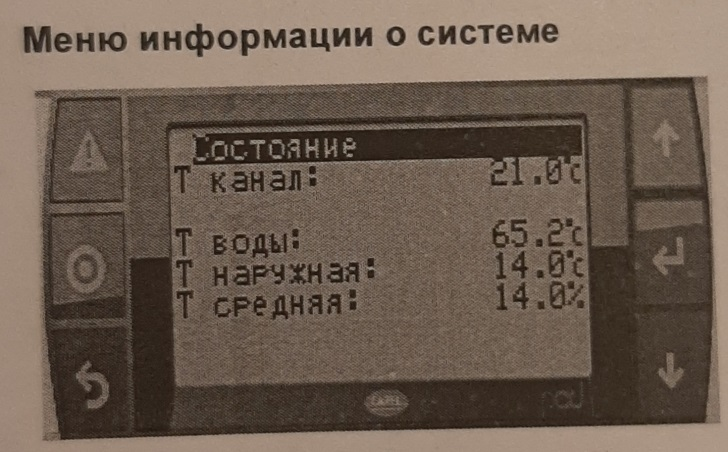 Меню информации о системе
Состояние
Т канал: 21.0°c
Т воды: 65.2°c
Т наружная: 14.0°c
Т средняя: 14.0%